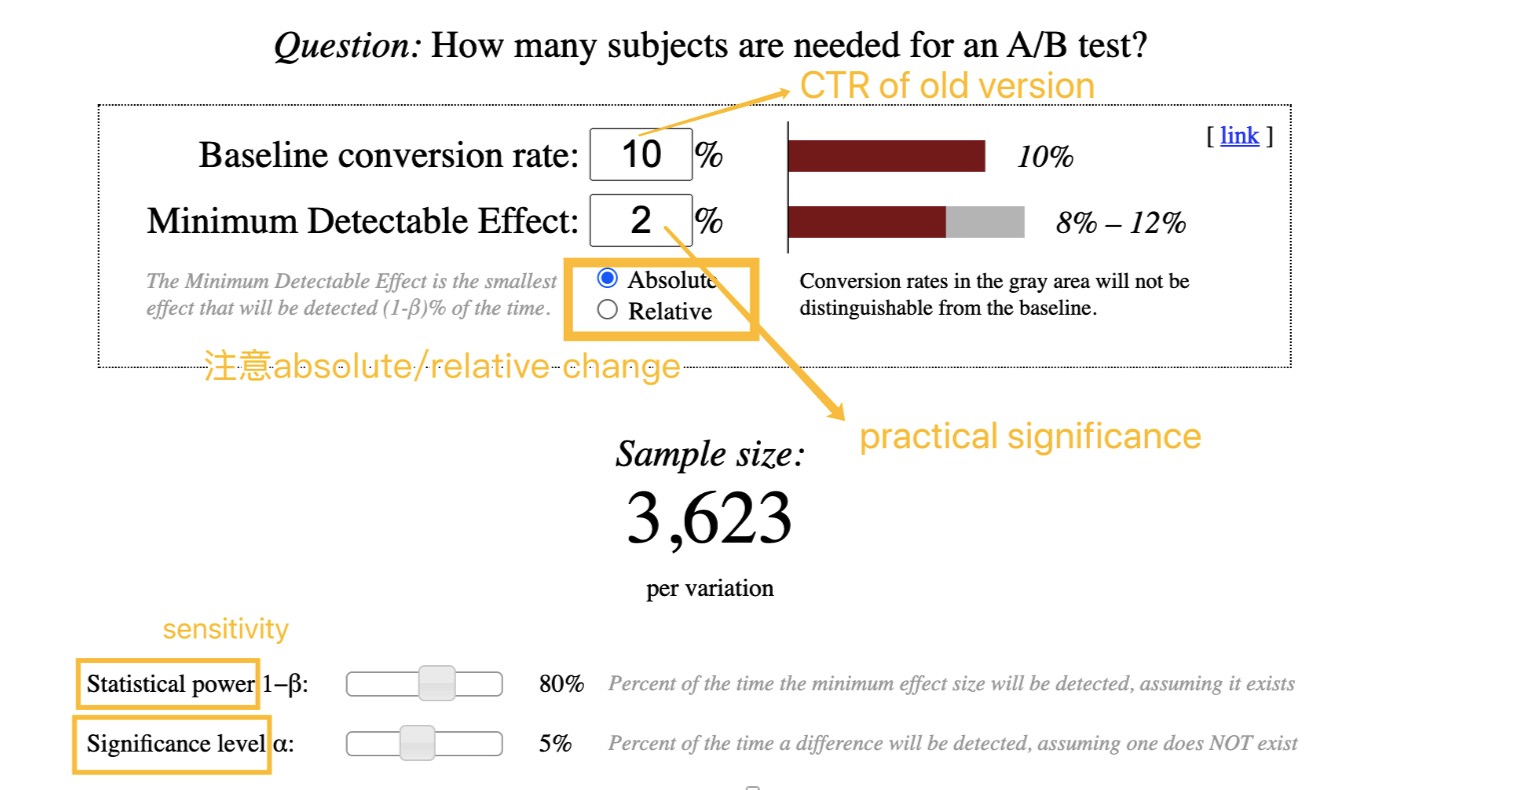 Question: How many subjects are needed for an A/B test?
CTR of old version
Baseline conversion rate: 10 %
10%
[ link ]
Minimum Detectable Effect: 2 %
8% – 12%
The Minimum Detectable Effect is the smallest
effect that will be detected (1-β)% of the time.
Absolute
Relative
Conversion rates in the gray area will not be
distinguishable from the baseline.
注意absolute/relative change
practical significance
Sample size:
3,623
per variation
sensitivity
Statistical power 1−β: 80% Percent of the time the minimum effect size will be detected, assuming it exists
Significance level α: 5% Percent of the time a difference will be detected, assuming one does NOT exist